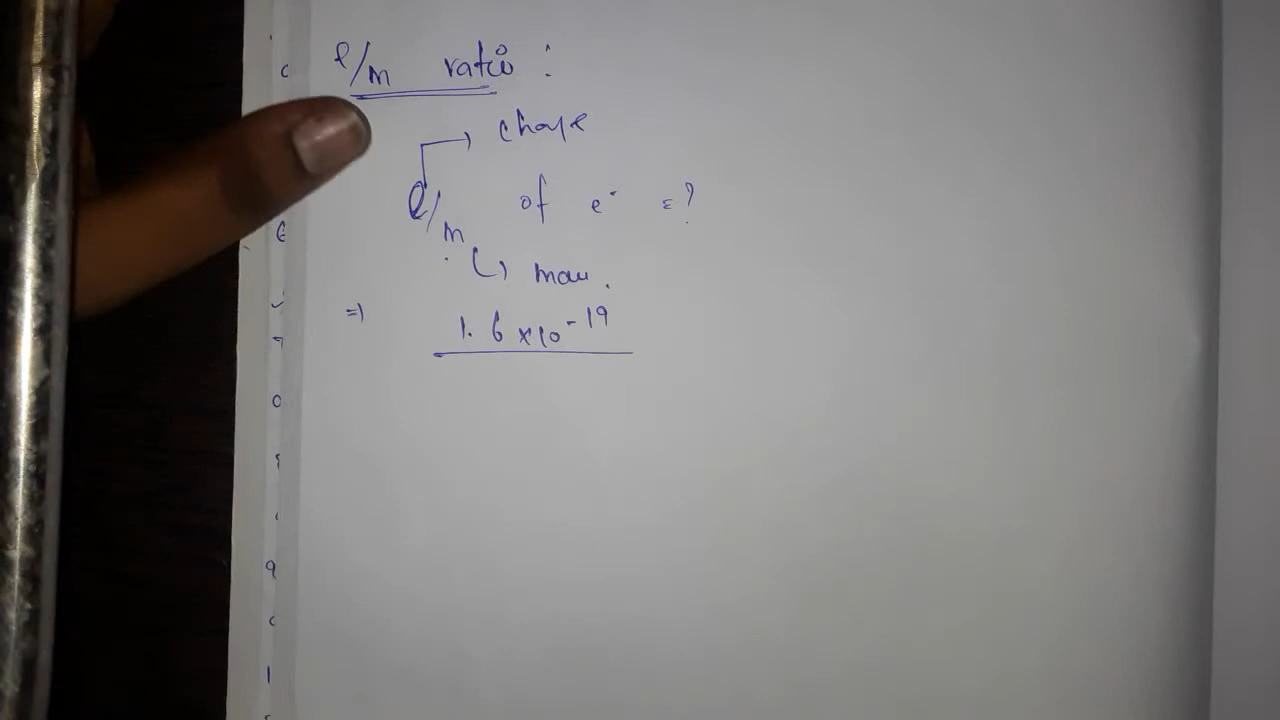 e/m ratio :
charge
e/m of e- = ?
mass.
=) 1.6 x 10-19